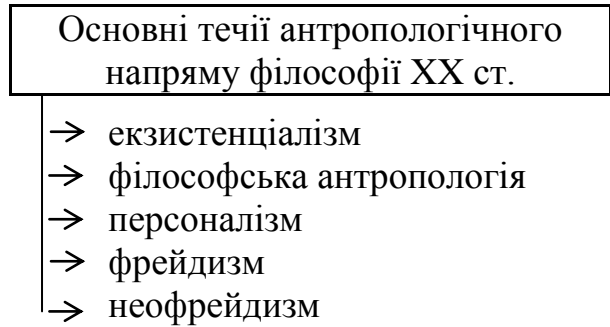 Основні течії антропологічного
напряму філософії XX ст.
екзистенціалізм
філософська антропологія
персоналізм
фрейдизм
неофрейдизм